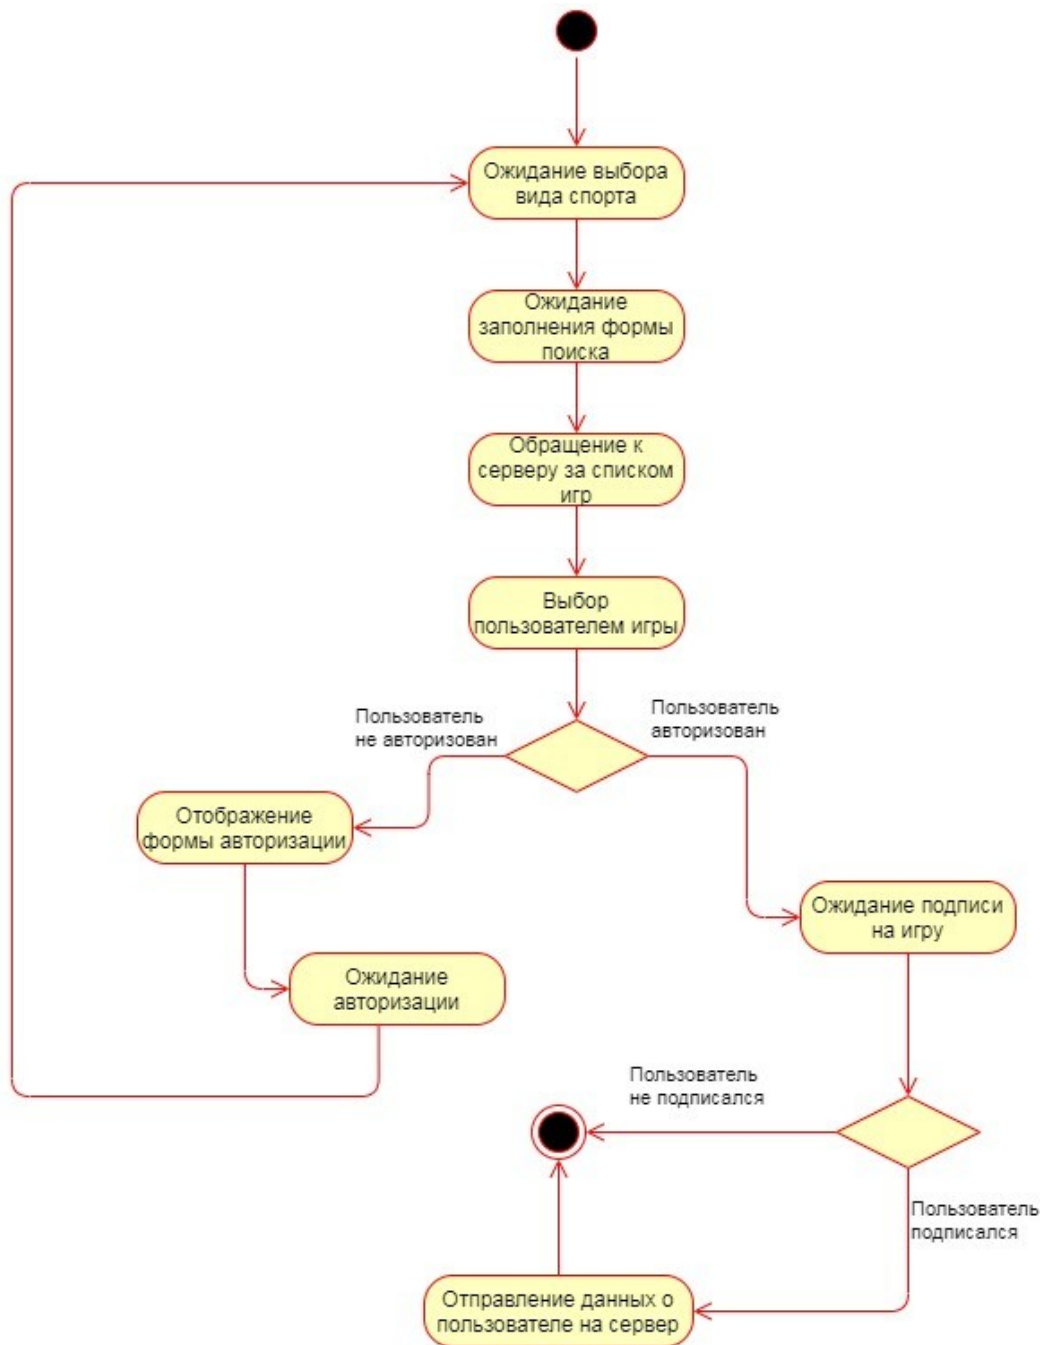 Ожидание выбора
вида спорта
Ожидание
заполнения формы
поиска
Обращение к
серверу за списком
игр
Выбор
пользователем игры
Пользователь
не авторизован
Пользователь
авторизован
Отображение
формы авторизации
Ожидание подписи
на игру
Ожидание
авторизации
Пользователь
не подписался
Пользователь
подписался
Отправление данных о
пользователе на сервер